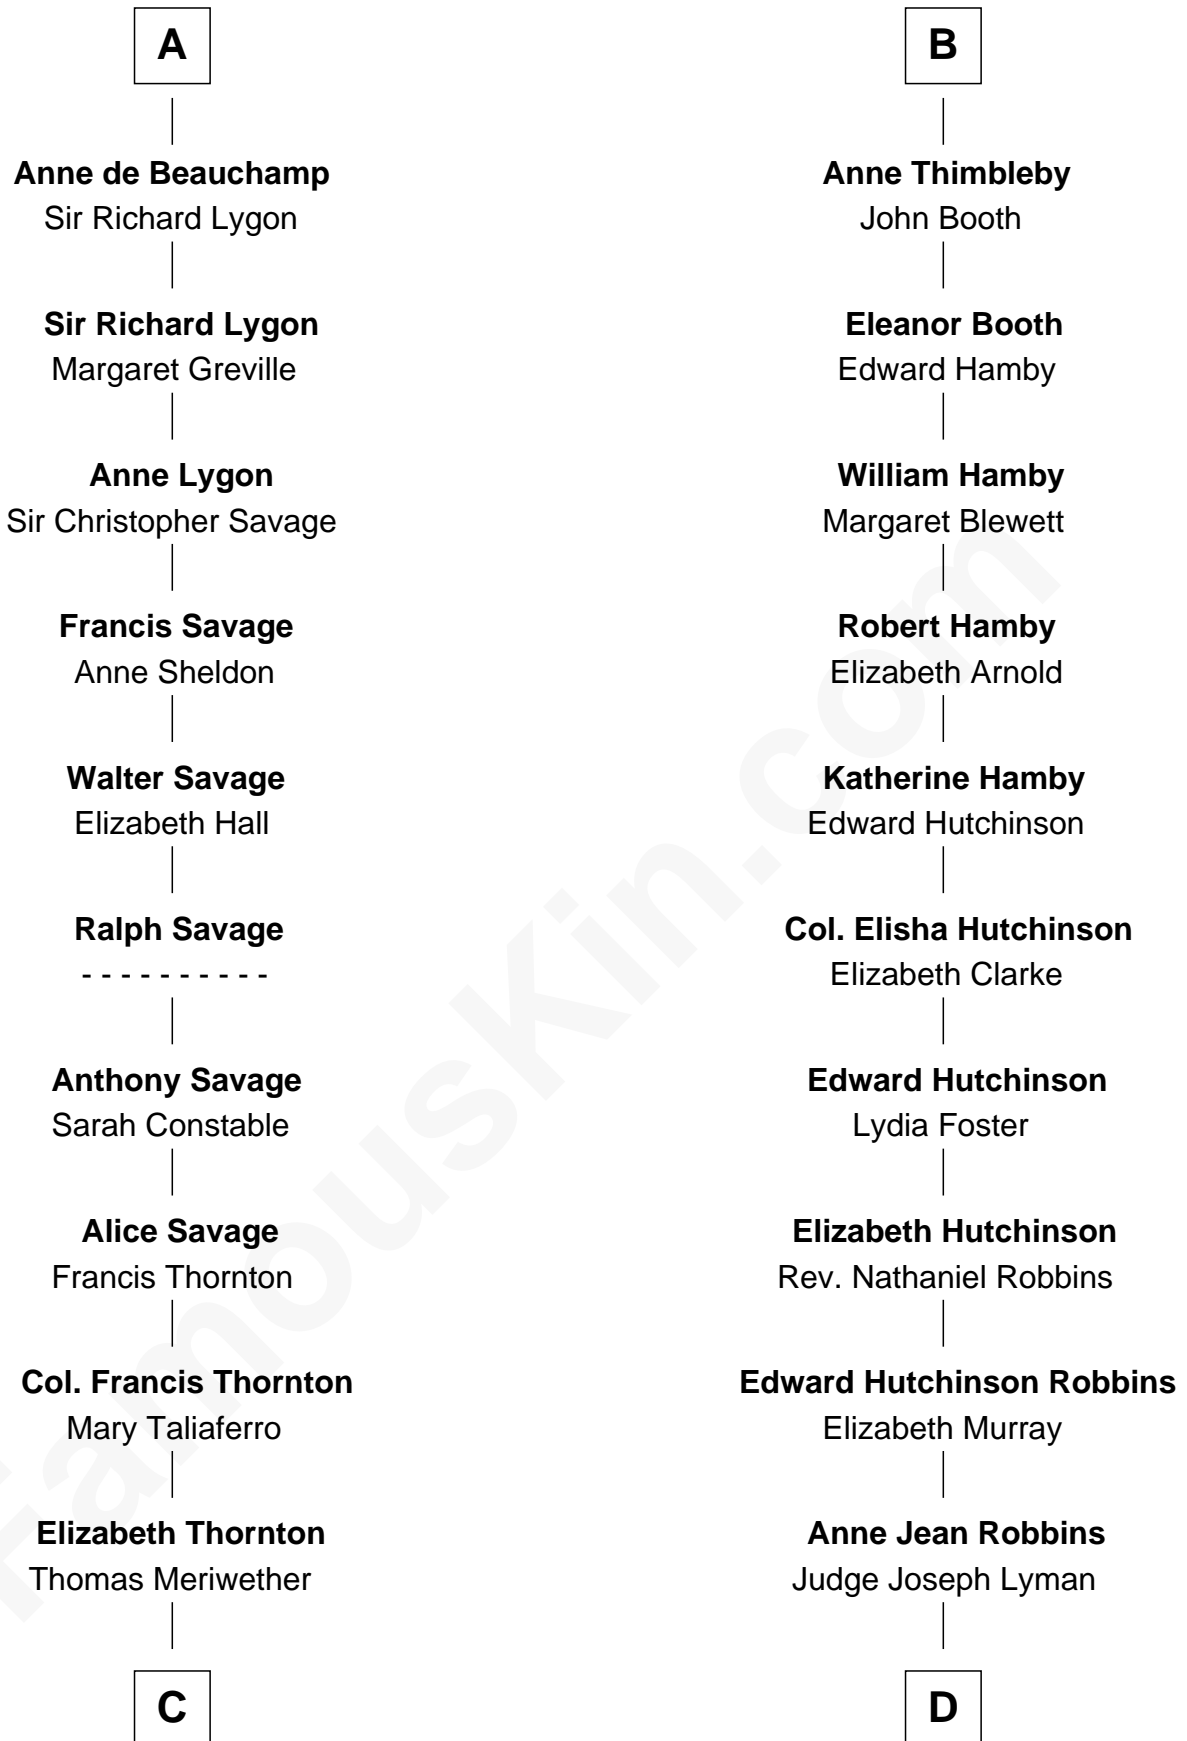 A
Anne de Beauchamp
Sir Richard Lygon
Sir Richard Lygon
Margaret Greville
Anne Lygon
Sir Christopher Savage
Francis Savage
Anne Sheldon
Walter Savage
Elizabeth Hall
Ralph Savage
- - - - - - - - - -
Anthony Savage
Sarah Constable
Alice Savage
Francis Thornton
Col. Francis Thornton
Mary Taliaferro
Elizabeth Thornton
Thomas Meriwether
C
B
Anne Thimbleby
John Booth
Eleanor Booth
Edward Hamby
William Hamby
Margaret Blewett
Robert Hamby
Elizabeth Arnold
Katherine Hamby
Edward Hutchinson
Col. Elisha Hutchinson
Elizabeth Clarke
Edward Hutchinson
Lydia Foster
Elizabeth Hutchinson
Rev. Nathaniel Robbins
Edward Hutchinson Robbins
Elizabeth Murray
Anne Jean Robbins
Judge Joseph Lyman
D
FamousKin.com